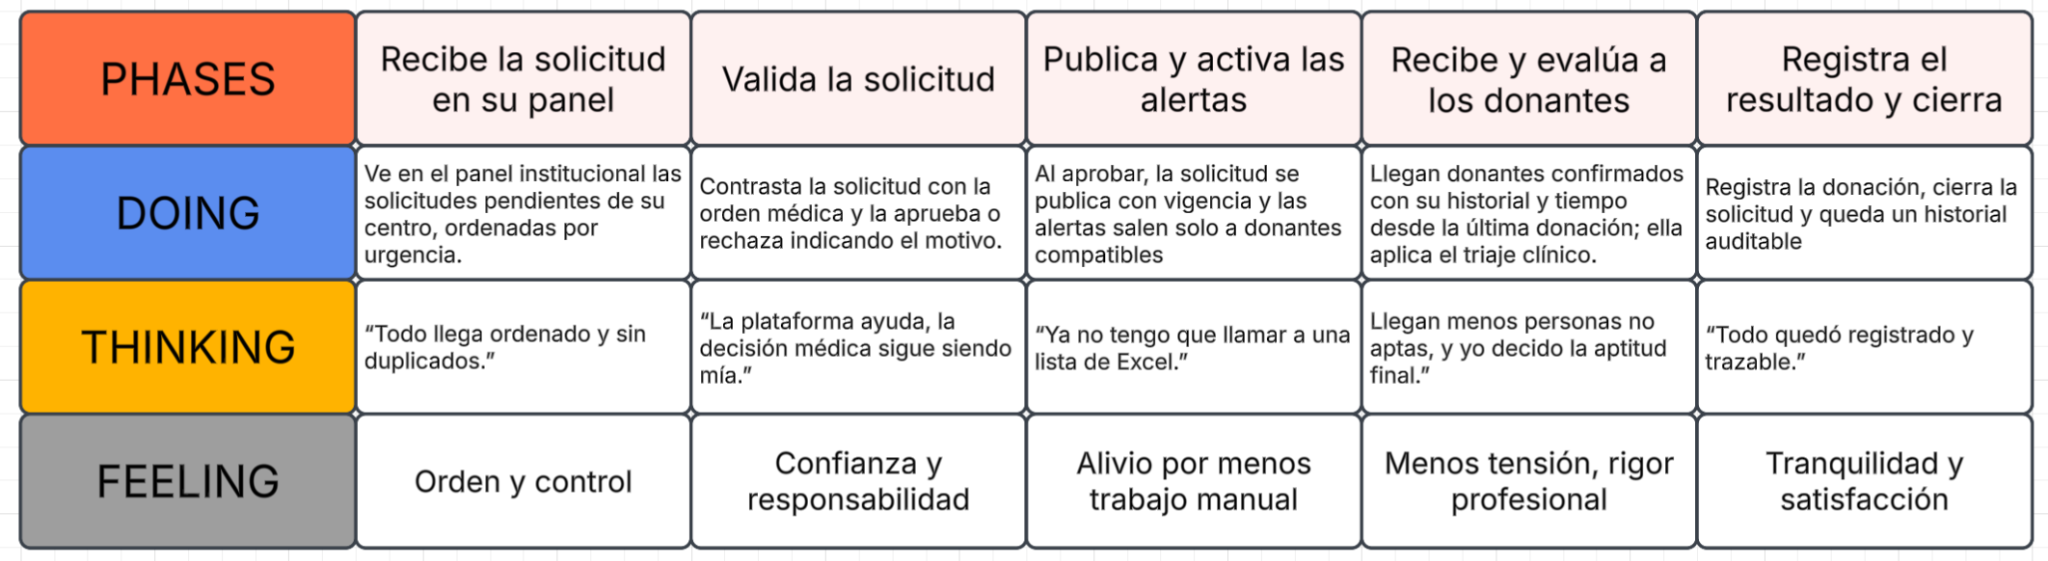 PHASES
Recibe la solicitud
en su panel
Valida la solicitud
Publica y activa las
alertas
Recibe y evalúa a
los donantes
Registra el
resultado y cierra
DOING
Ve en el panel institucional las
solicitudes pendientes de su
centro, ordenadas por
urgencia.
Contrasta la solicitud con la
orden médica y la aprueba o
rechaza indicando el motivo.
Al aprobar, la solicitud se
publica con vigencia y las
alertas salen solo a donantes
compatibles
Llegan donantes confirmados
con su historial y tiempo
desde la última donación; ella
aplica el triaje clínico.
Registra la donación, cierra la
solicitud y queda un historial
auditable
THINKING
“Todo llega ordenado y sin
duplicados.”
“La plataforma ayuda, la
decisión médica sigue siendo
mía.”
“Ya no tengo que llamar a una
lista de Excel.”
Llegan menos personas no
aptas, y yo decido la aptitud
final.”
“Todo quedó registrado y
trazable.”
FEELING
Orden y control
Confianza y
responsabilidad
Alivio por menos
trabajo manual
Menos tensión, rigor
profesional
Tranquilidad y
satisfacción